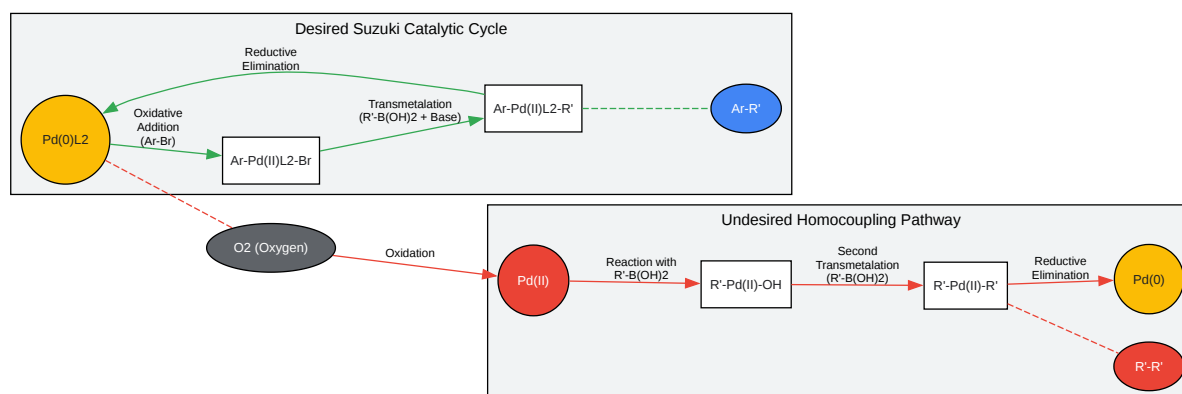 Desired Suzuki Catalytic Cycle
Reductive
Elimination
Oxidative
Addition
(Ar-Br)
Transmetalation
(R'-B(OH)2 + Base)
Pd(0)L2
Ar-Pd(II)L2-Br
Ar-Pd(II)L2-R'
Ar-R'
O2 (Oxygen)
Oxidation
Undesired Homocoupling Pathway
Pd(II)
Reaction with
R'-B(OH)2
R'-Pd(II)-OH
Second
Transmetalation
(R'-B(OH)2)
R'-Pd(II)-R'
Reductive
Elimination
Pd(0)
R'-R'